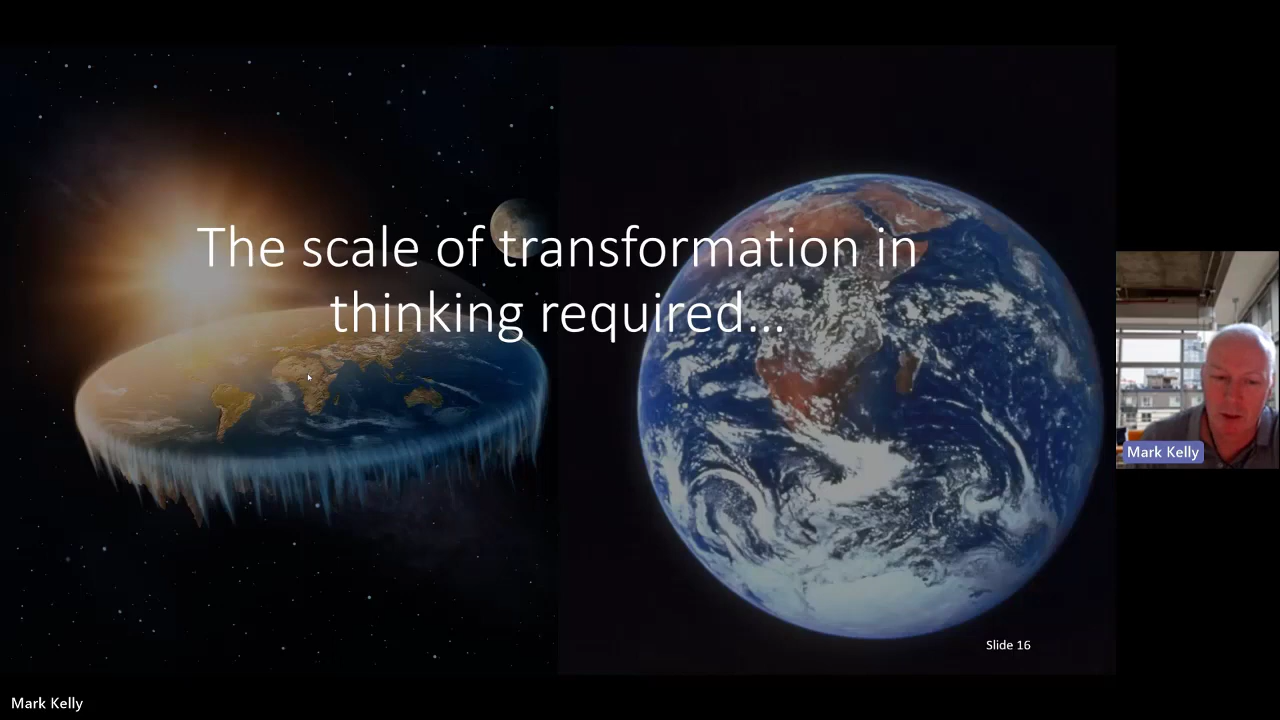 The scale of transformation in
thinking required...
Slide 16
Mark Kelly
Mark Kelly